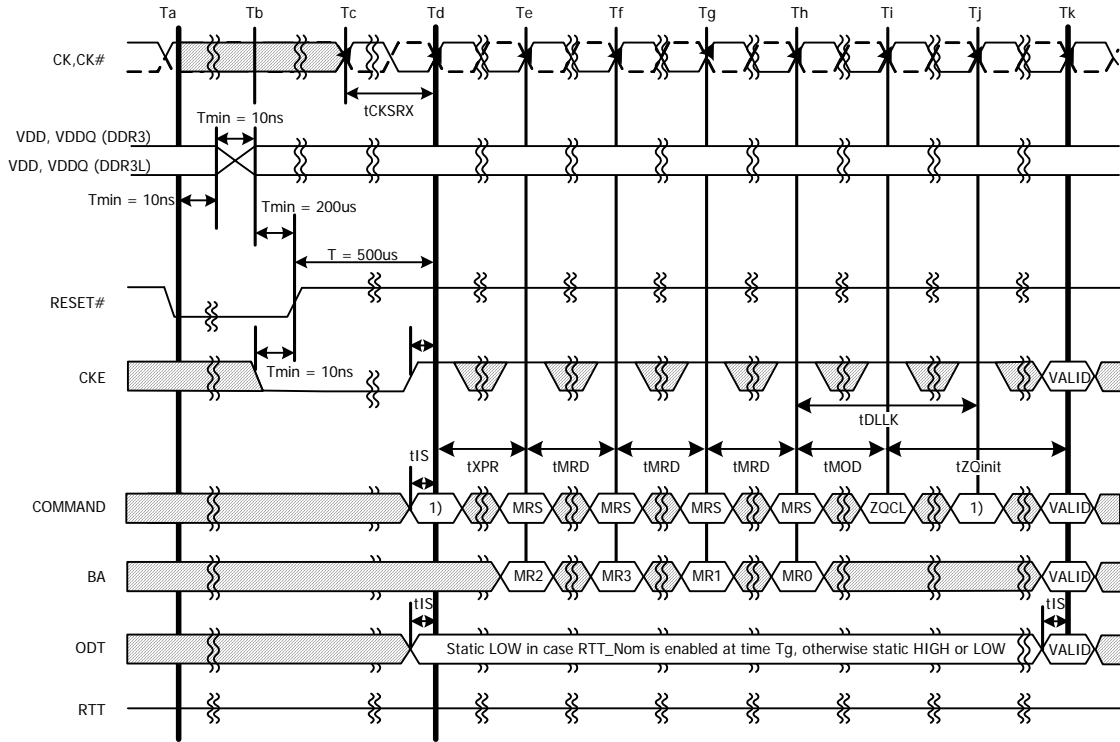 Ta Tb Tc Td Te Tf Tg Th Ti Tj Tk
CK,CK#
tCKSRX
Tmin = 10ns
VDD, VDDQ (DDR3)
VDD, VDDQ (DDR3L)
Tmin = 10ns
Tmin = 200us
T = 500us
RESET#
Tmin = 10ns
CKE
VALID
tDLLK
tIS
tXPR tMRD tMRD tMRD tMOD tZQinit
COMMAND 1) MRS MRS MRS MRS ZQCL 1) VALID
BA MR2 MR3 MR1 MR0 VALID
tIS tIS
ODT Static LOW in case RTT_Nom is enabled at time Tg, otherwise static HIGH or LOW VALID
RTT